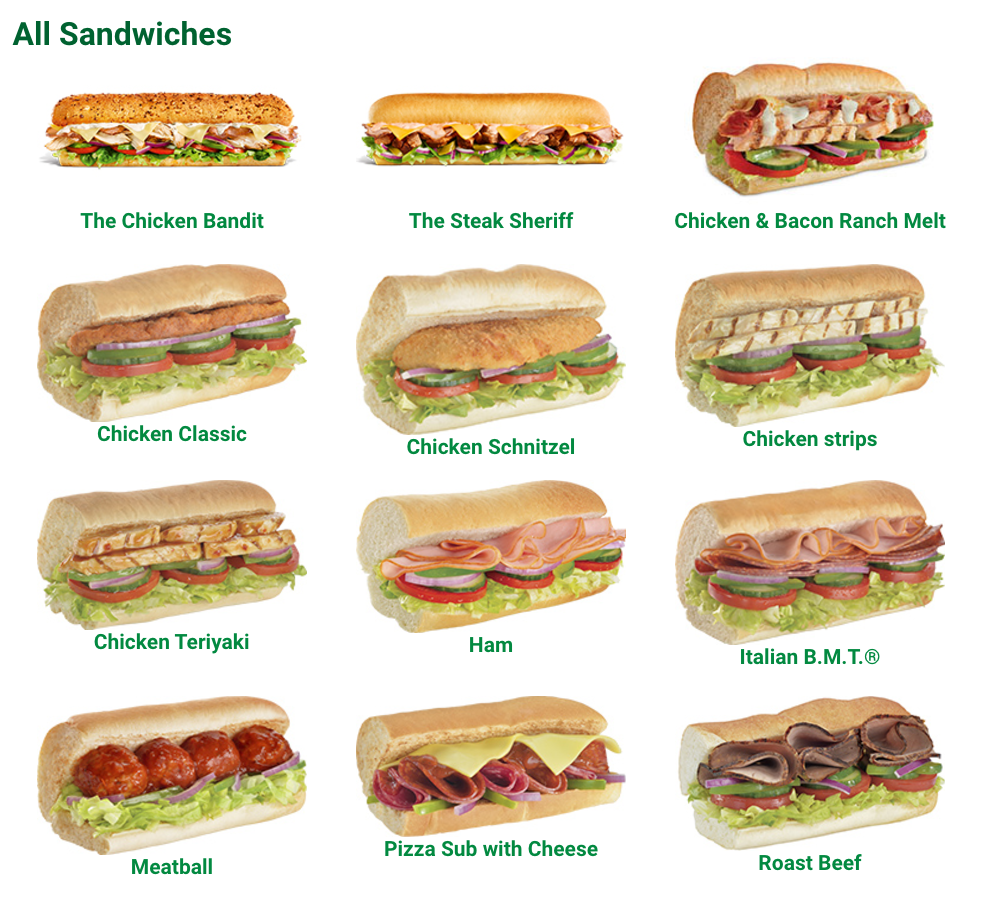 All Sandwiches
The Chicken Bandit
The Steak Sheriff
Chicken & Bacon Ranch Melt
Chicken Classic
Chicken Schnitzel
Chicken strips
Chicken Teriyaki
Ham
Italian B.M.T.®
Meatball
Pizza Sub with Cheese
Roast Beef